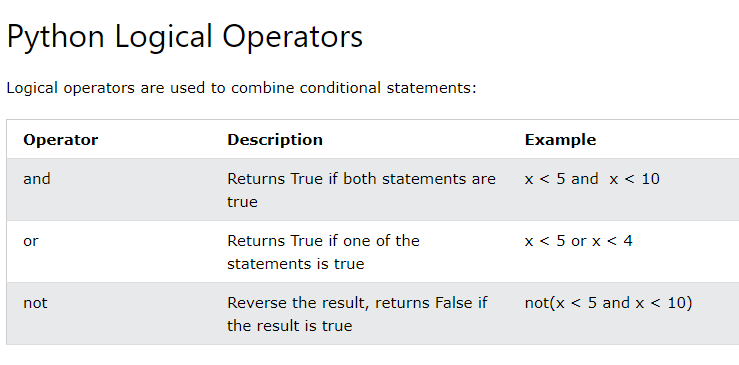 Python Logical Operators
Logical operators are used to combine conditional statements:
Operator Description Example
and Returns True if both statements are x < 5 and  x < 10
true
or Returns True if one of the x < 5 or x < 4
statements is true
not Reverse the result, returns False if not(x < 5 and x < 10)
the result is true